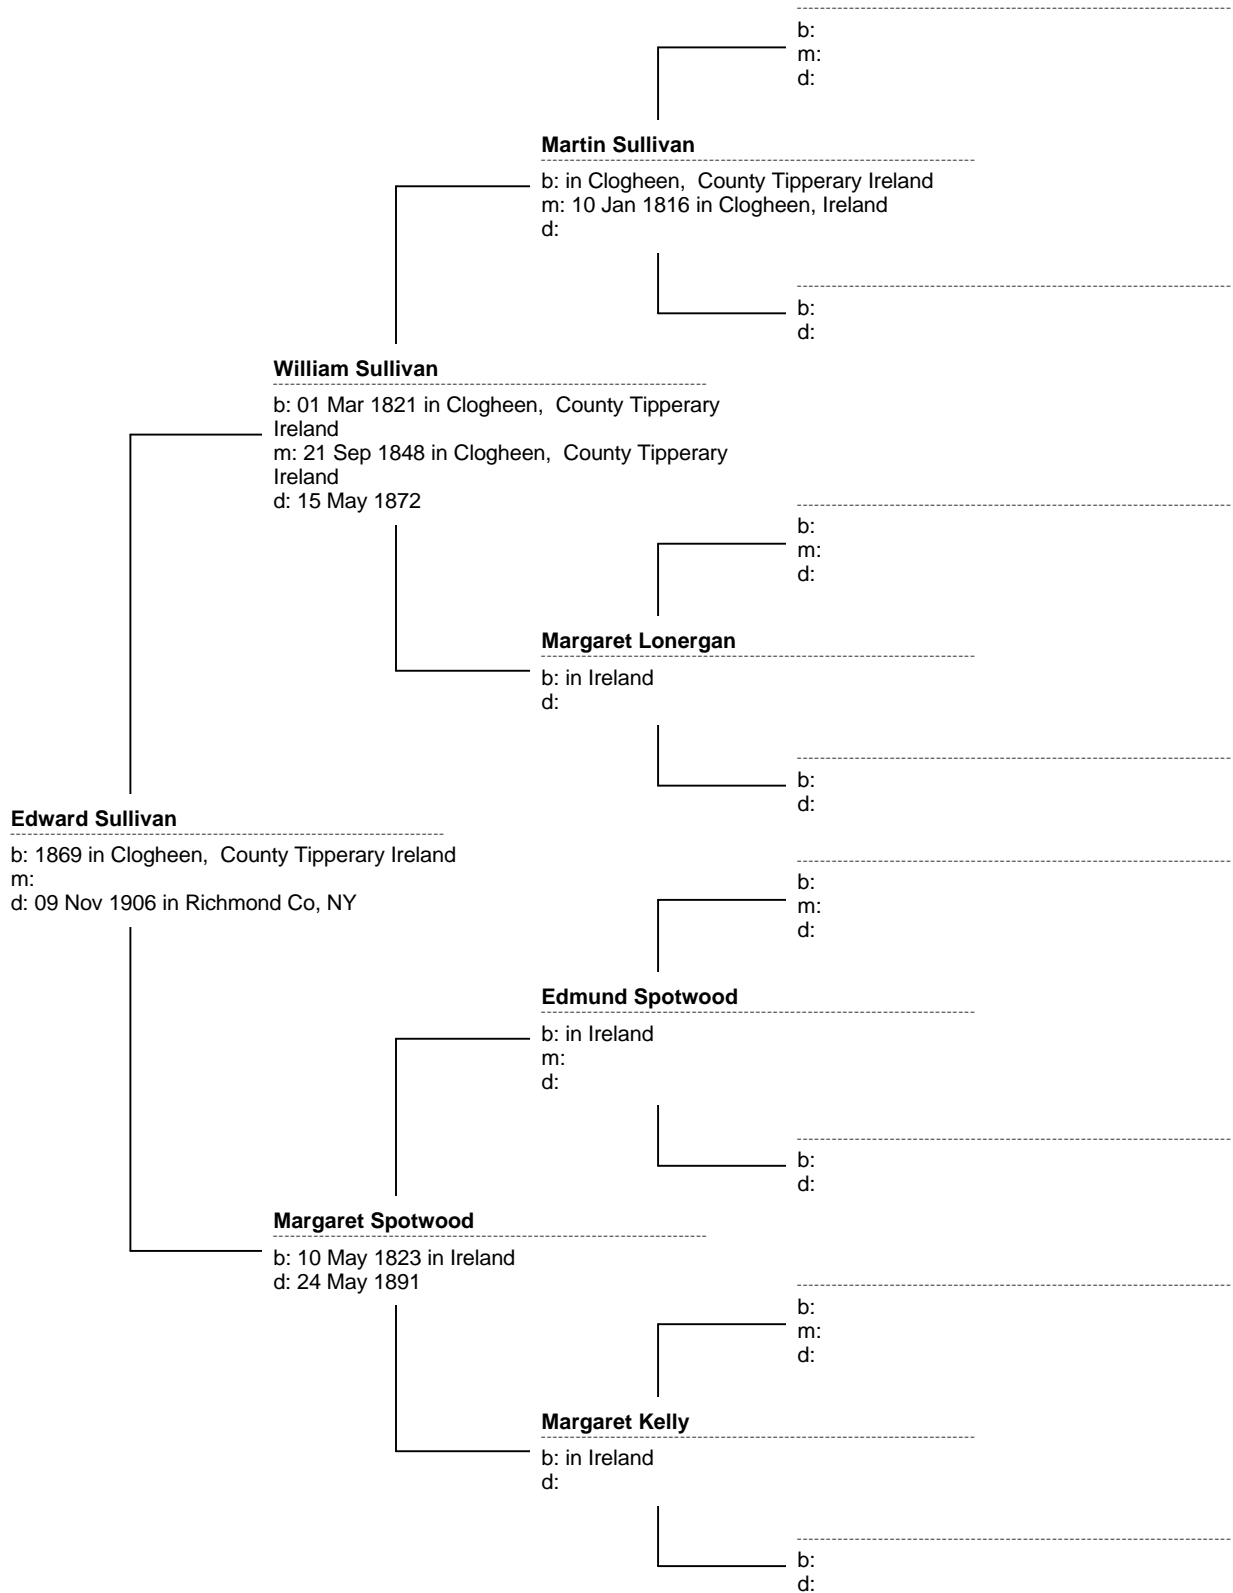 b:
m:
d:
Martin Sullivan
b: in Clogheen, County Tipperary Ireland
m: 10 Jan 1816 in Clogheen, Ireland
d:
b:
d:
William Sullivan
b: 01 Mar 1821 in Clogheen, County Tipperary
Ireland
m: 21 Sep 1848 in Clogheen, County Tipperary
Ireland
d: 15 May 1872
b:
m:
d:
Margaret Lonergan
b: in Ireland
d:
b:
d:
Edward Sullivan
b: 1869 in Clogheen, County Tipperary Ireland
m:
d: 09 Nov 1906 in Richmond Co, NY
b:
m:
d:
Edmund Spotwood
b: in Ireland
m:
d:
b:
d:
Margaret Spotwood
b: 10 May 1823 in Ireland
d: 24 May 1891
b:
m:
d:
Margaret Kelly
b: in Ireland
d:
b:
d: